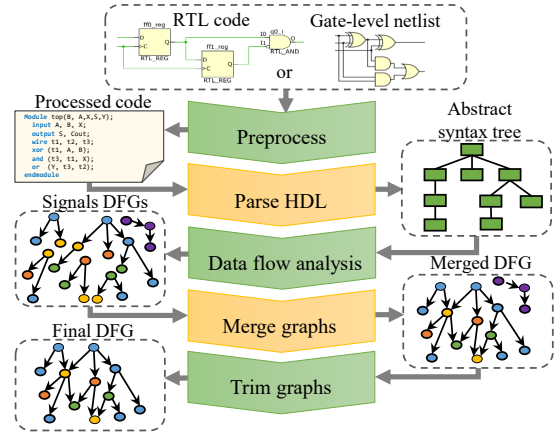 RTL code
Gate-level netlist
ff0_reg
ff1_reg
q0_i
D
Q
C
RTL_REG
D
Q
C
RTL_REG
I0
I1
O
RTL_AND
or
Processed code
Module top(B, A,X,S,Y);
input A, B, X;
output S, Cout;
wire t1, t2, t3;
xor (t1, A, B);
and (t3, t1, X);
or (Y, t3, t2);
endmodule
Preprocess
Abstract
syntax tree
Parse HDL
Signals DFGs
Data flow analysis
Merged DFG
Merge graphs
Final DFG
Trim graphs